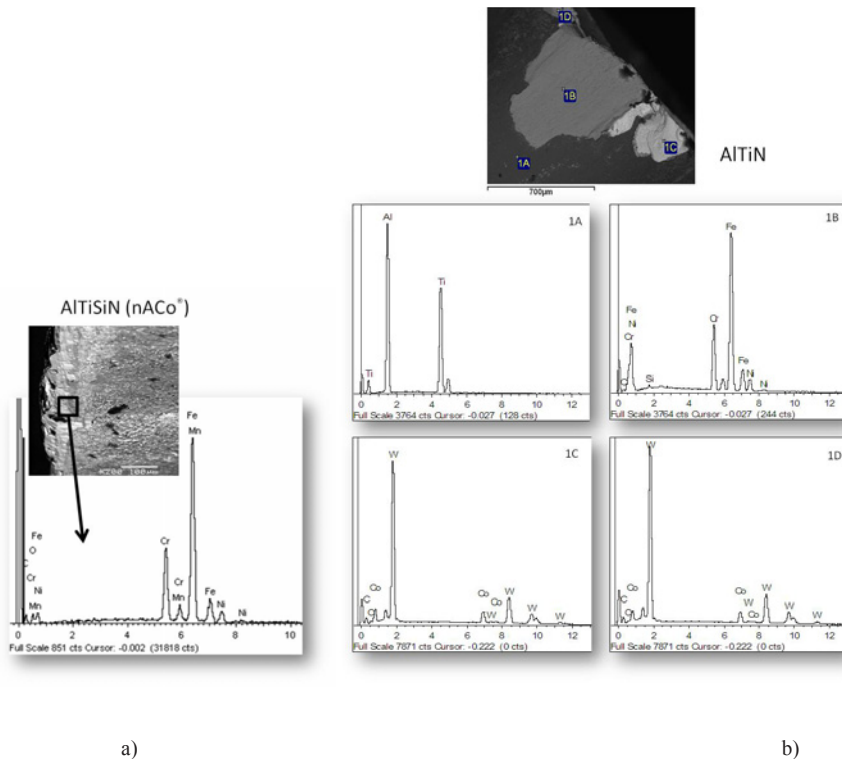 AlTiSiN (nACo®)
X200 100µm
Fe
Mn
Fe
O
C
Cr
Ni
Mn
Cr
Cr
Mn
Fe
Ni
Ni
0 2 4 6 8 10
Full Scale 851 cts Cursor: -0.002 (31818 cts)
a)
1D
1B
1C
1A
700µm
AlTiN
1A
Al
Ti
Ti
0 2 4 6 8 10 12
Full Scale 3764 cts Cursor: -0.027 (128 cts)
1B
Fe
Fe
Ni
Cr
C
Si
Cr
Fe
Ni
Ni
0 2 4 6 8 10 12
Full Scale 3764 cts Cursor: -0.027 (244 cts)
1C
W
C
Co
C
Co
Co
W
W
W
W
0 2 4 6 8 10 12
Full Scale 7871 cts Cursor: -0.222 (0 cts)
1D
W
Co
C
C
Co
W
Co
W
W
W
0 2 4 6 8 10 12
Full Scale 7871 cts Cursor: -0.222 (0 cts)
b)